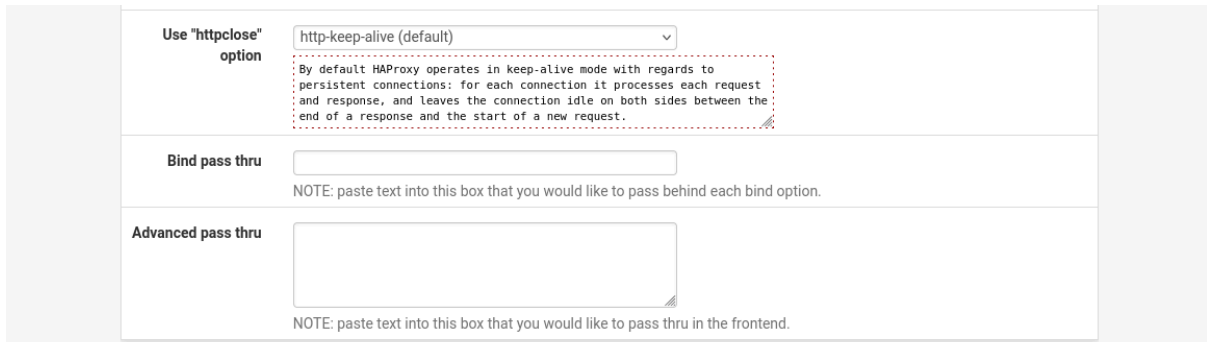 Use "httpclose"
option
http-keep-alive (default)
By default HAProxy operates in keep-alive mode with regards to
persistent connections: for each connection it processes each request
and response, and leaves the connection idle on both sides between the
end of a response and the start of a new request.
Bind pass thru
NOTE: paste text into this box that you would like to pass behind each bind option.
Advanced pass thru
NOTE: paste text into this box that you would like to pass thru in the frontend.